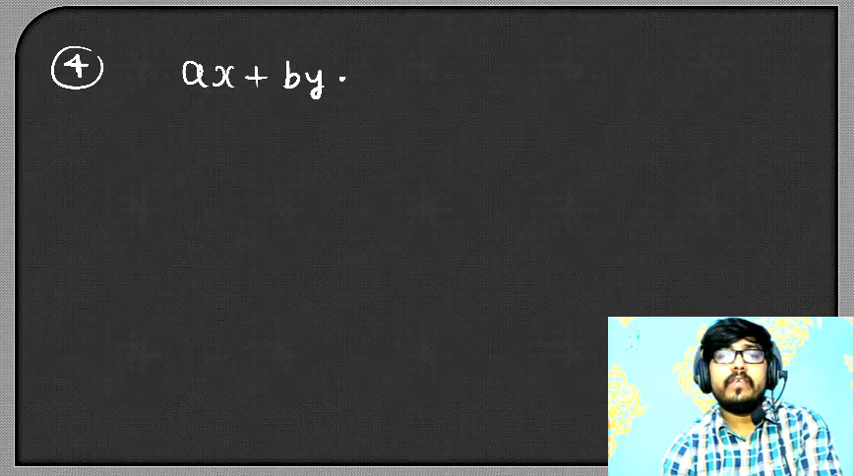 ④ ax + by .